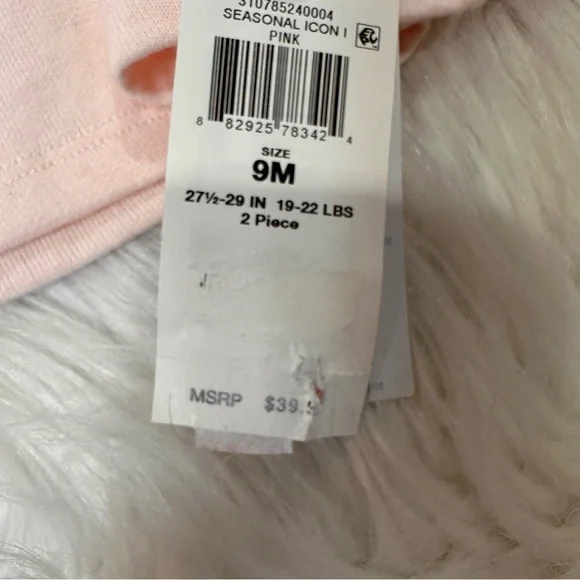 310785240004
SEASONAL ICON I
PINK
8 82925 78342 4
SIZE
9M
27½-29 IN 19-22 LBS
2 Piece
MSRP